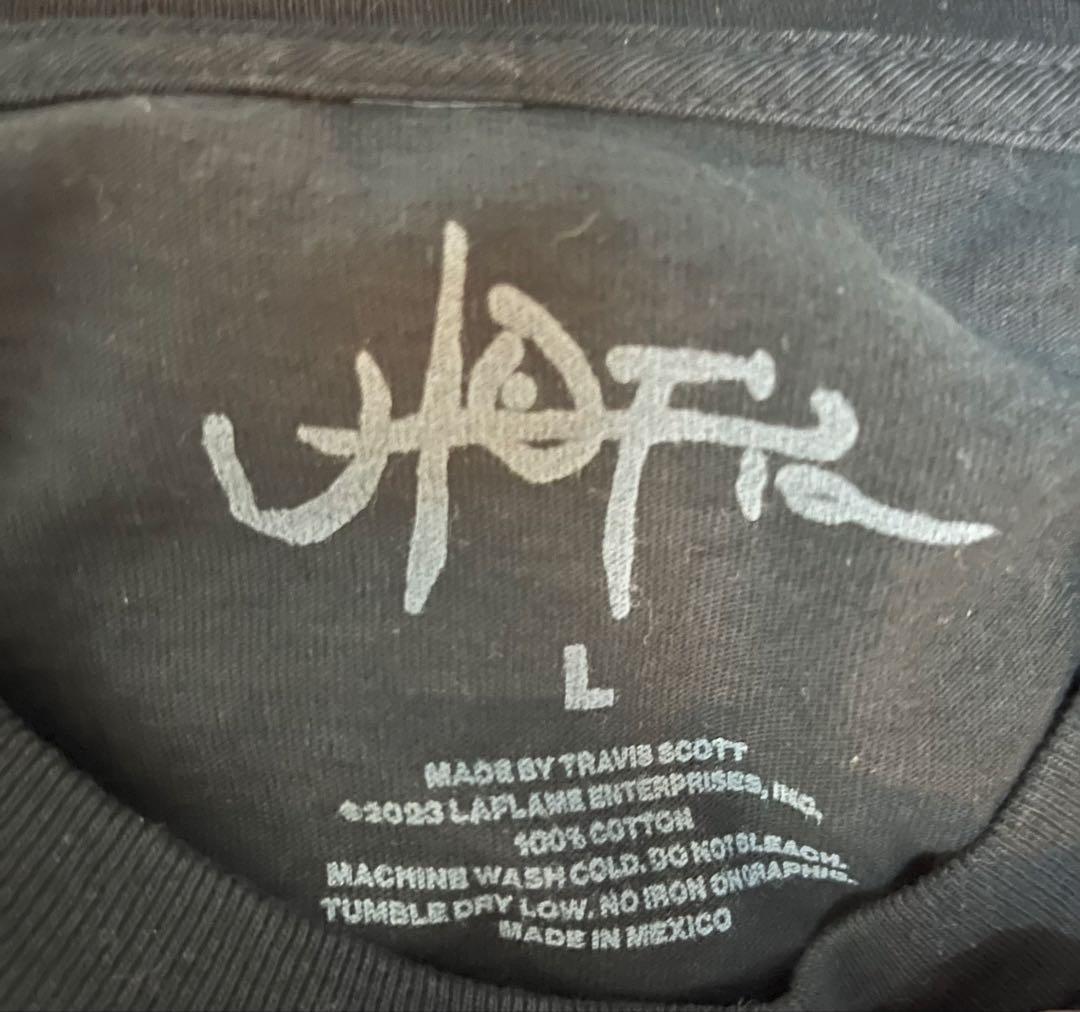 UTOPIA
L
MADE BY TRAVIS SCOTT
©2023 LAFLAME ENTERPRISES, INC,
100% COTTON
MACHINE WASH COLD. DO NOT BLEACH.
TUMBLE DRY LOW. NO IRON ON GRAPHIC.
MADE IN MEXICO